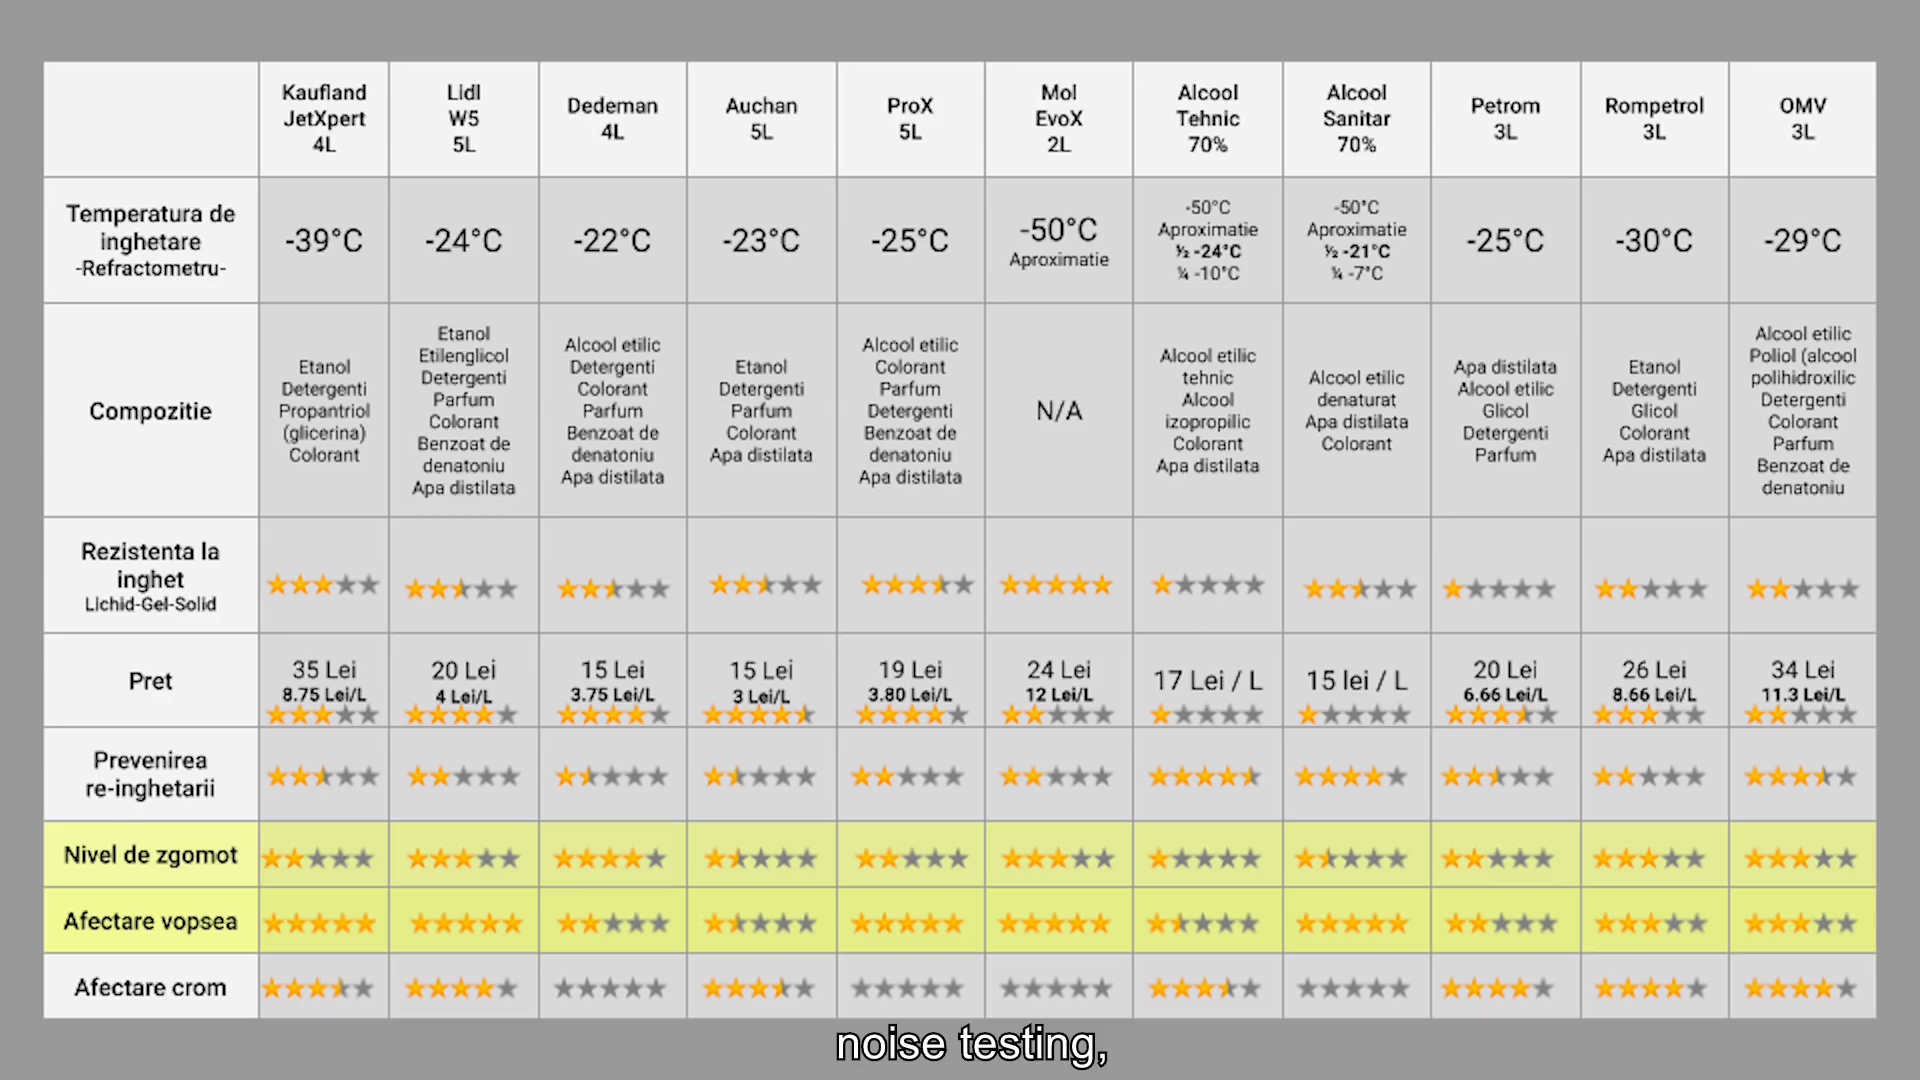 Kaufland
JetXpert
4L
Lidl
W5
5L
Dedeman
4L
Auchan
5L
ProX
5L
Mol
EvoX
2L
Alcool
Tehnic
70%
Alcool
Sanitar
70%
Petrom
3L
Rompetrol
3L
OMV
3L
Temperatura de
inghetare
-Refractometru-
-39°C
-24°C
-22°C
-23°C
-25°C
-50°C
Aproximatie
-50°C
Aproximatie
½ -24°C
¼ -10°C
-50°C
Aproximatie
½ -21°C
¼ -7°C
-25°C
-30°C
-29°C
Compozitie
Etanol
Detergenti
Propantriol
(glicerina)
Colorant
Etanol
Etilenglicol
Detergenti
Parfum
Colorant
Benzoat de
denatoniu
Apa distilata
Alcool etilic
Detergenti
Colorant
Parfum
Benzoat de
denatoniu
Apa distilata
Etanol
Detergenti
Parfum
Colorant
Apa distilata
Alcool etilic
Colorant
Parfum
Detergenti
Benzoat de
denatoniu
Apa distilata
N/A
Alcool etilic
tehnic
Alcool
izopropilic
Colorant
Apa distilata
Alcool etilic
denaturat
Apa distilata
Colorant
Apa distilata
Alcool etilic
Glicol
Detergenti
Parfum
Etanol
Detergenti
Glicol
Colorant
Apa distilata
Alcool etilic
Poliol (alcool
polihidroxilic
Detergenti
Colorant
Parfum
Benzoat de
denatoniu
Rezistenta la
inghet
Lichid-Gel-Solid
Pret
35 Lei
8.75 Lei/L
20 Lei
4 Lei/L
15 Lei
3.75 Lei/L
15 Lei
3 Lei/L
19 Lei
3.80 Lei/L
24 Lei
12 Lei/L
17 Lei / L
15 lei / L
20 Lei
6.66 Lei/L
26 Lei
8.66 Lei/L
34 Lei
11.3 Lei/L
Prevenirea
re-inghetarii
Nivel de zgomot
Afectare vopsea
Afectare crom
noise testing,